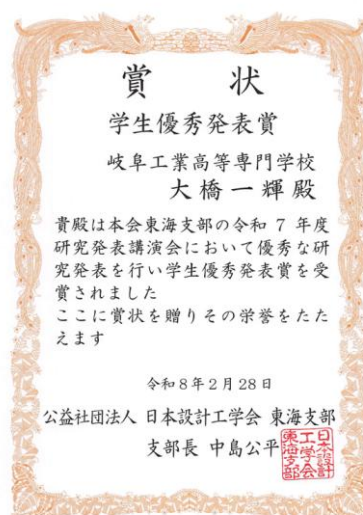 賞 状
学生優秀発表賞
岐阜工業高等専門学校
大橋一輝殿
貴殿は本会東海支部の令和 7 年度
研究発表講演会において優秀な研
究発表を行い学生優秀発表賞を受
賞されました
ここに賞状を贈りその栄誉をたた
えます
令和8年2月28日
公益社団法人 日本設計工学会 東海支部
支部長 中島公平
日本設計
工学会
東海支部